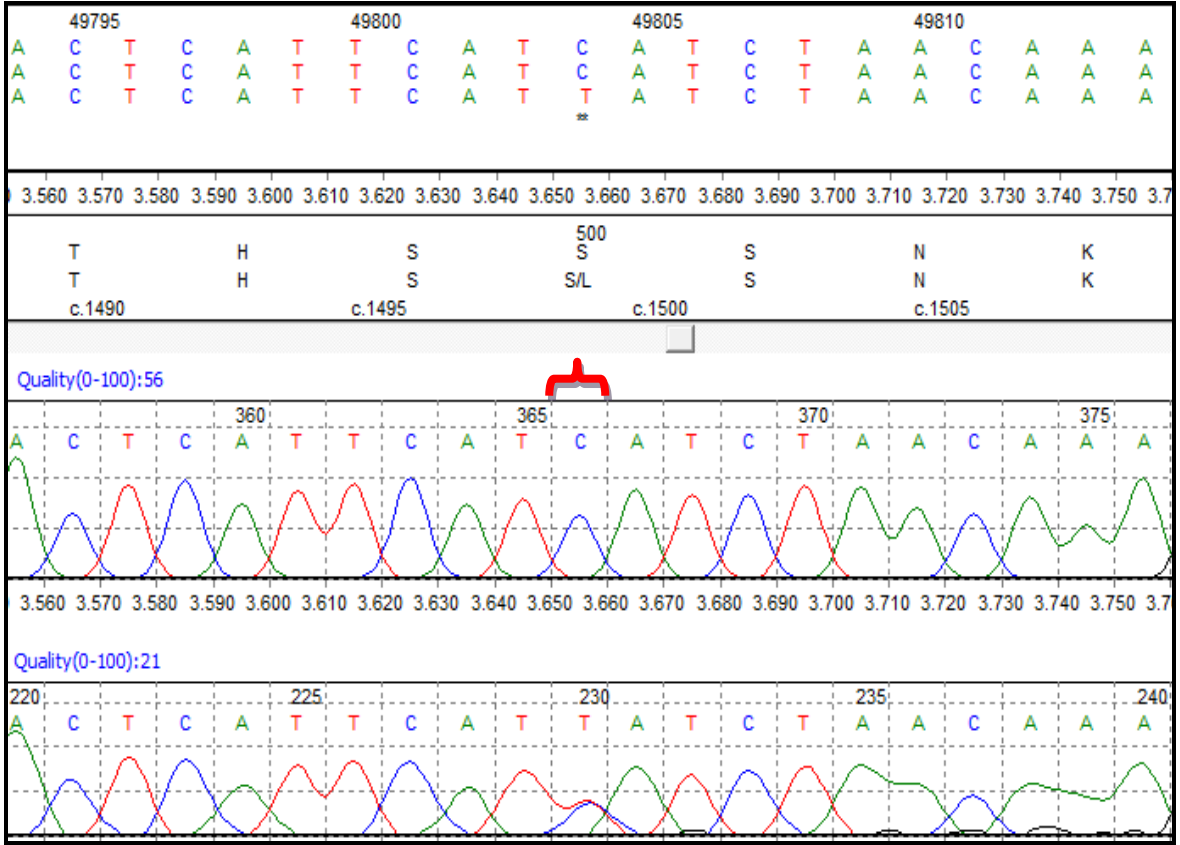 49795 49800 49805 49810
A C T C A T T C A T C A T C T A A C A A A
A C T C A T T C A T C A T C T A A C A A A
A C T C A T T C A T T A T C T A A C A A A
**
3.560 3.570 3.580 3.590 3.600 3.610 3.620 3.630 3.640 3.650 3.660 3.670 3.680 3.690 3.700 3.710 3.720 3.730 3.740 3.750 3.7
500
T H S S S N K
T H S S/L S N K
c.1490 c.1495 c.1500 c.1505
Quality(0-100):56
360 365 370 375
A C T C A T T C A T C A T C T A A C A A A
3.560 3.570 3.580 3.590 3.600 3.610 3.620 3.630 3.640 3.650 3.660 3.670 3.680 3.690 3.700 3.710 3.720 3.730 3.740 3.750 3.7
Quality(0-100):21
220 225 230 235 240
A C T C A T T C A T T A T C T A A C A A A